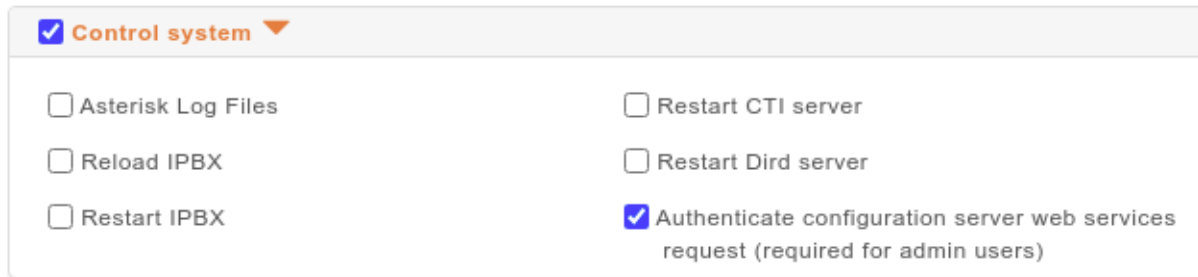 Control system
Asterisk Log Files
Restart CTI server
Reload IPBX
Restart Dird server
Restart IPBX
Authenticate configuration server web services
request (required for admin users)